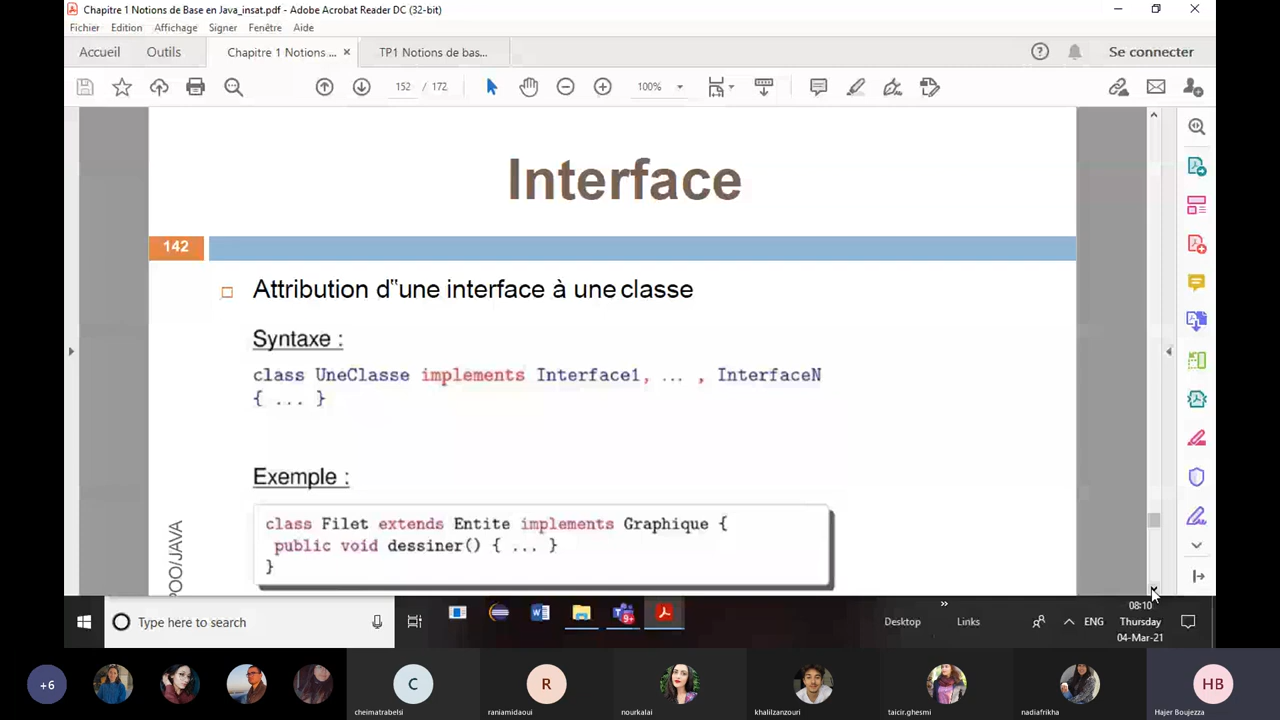 Chapitre 1 Notions de Base en Java_insat.pdf - Adobe Acrobat Reader DC (32-bit)
Fichier Edition Affichage Signer Fenêtre Aide
Accueil Outils Chapitre 1 Notions ... × TP1 Notions de bas... Se connecter
152 / 172 100%
Interface
142
Attribution d‟une interface à une classe
Syntaxe :
class UneClasse implements Interface1, ... , InterfaceN
{ ... }
Exemple :
class Filet extends Entite implements Graphique {
public void dessiner() { ... }
}
POO/JAVA
Type here to search
9+
Desktop
»
Links
ENG
08:10
Thursday
04-Mar-21
+6
C
R
HB
cheimatrabelsi
raniamidaoui
nourkalai
khalilzanzouri
taicir.ghesmi
nadiafrikha
Hajer Boujezza